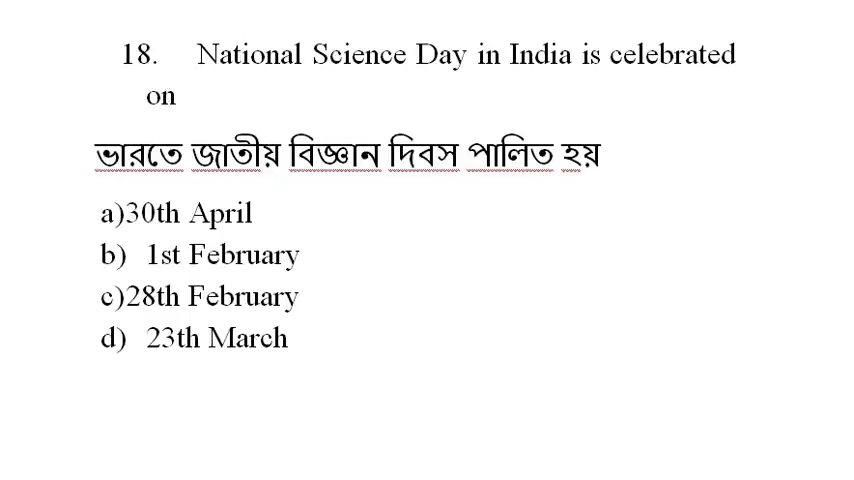 18. National Science Day in India is celebrated
on
ভারতে জাতীয় বিজ্ঞান দিবস পালিত হয়
a)30th April
b) 1st February
c)28th February
d) 23th March